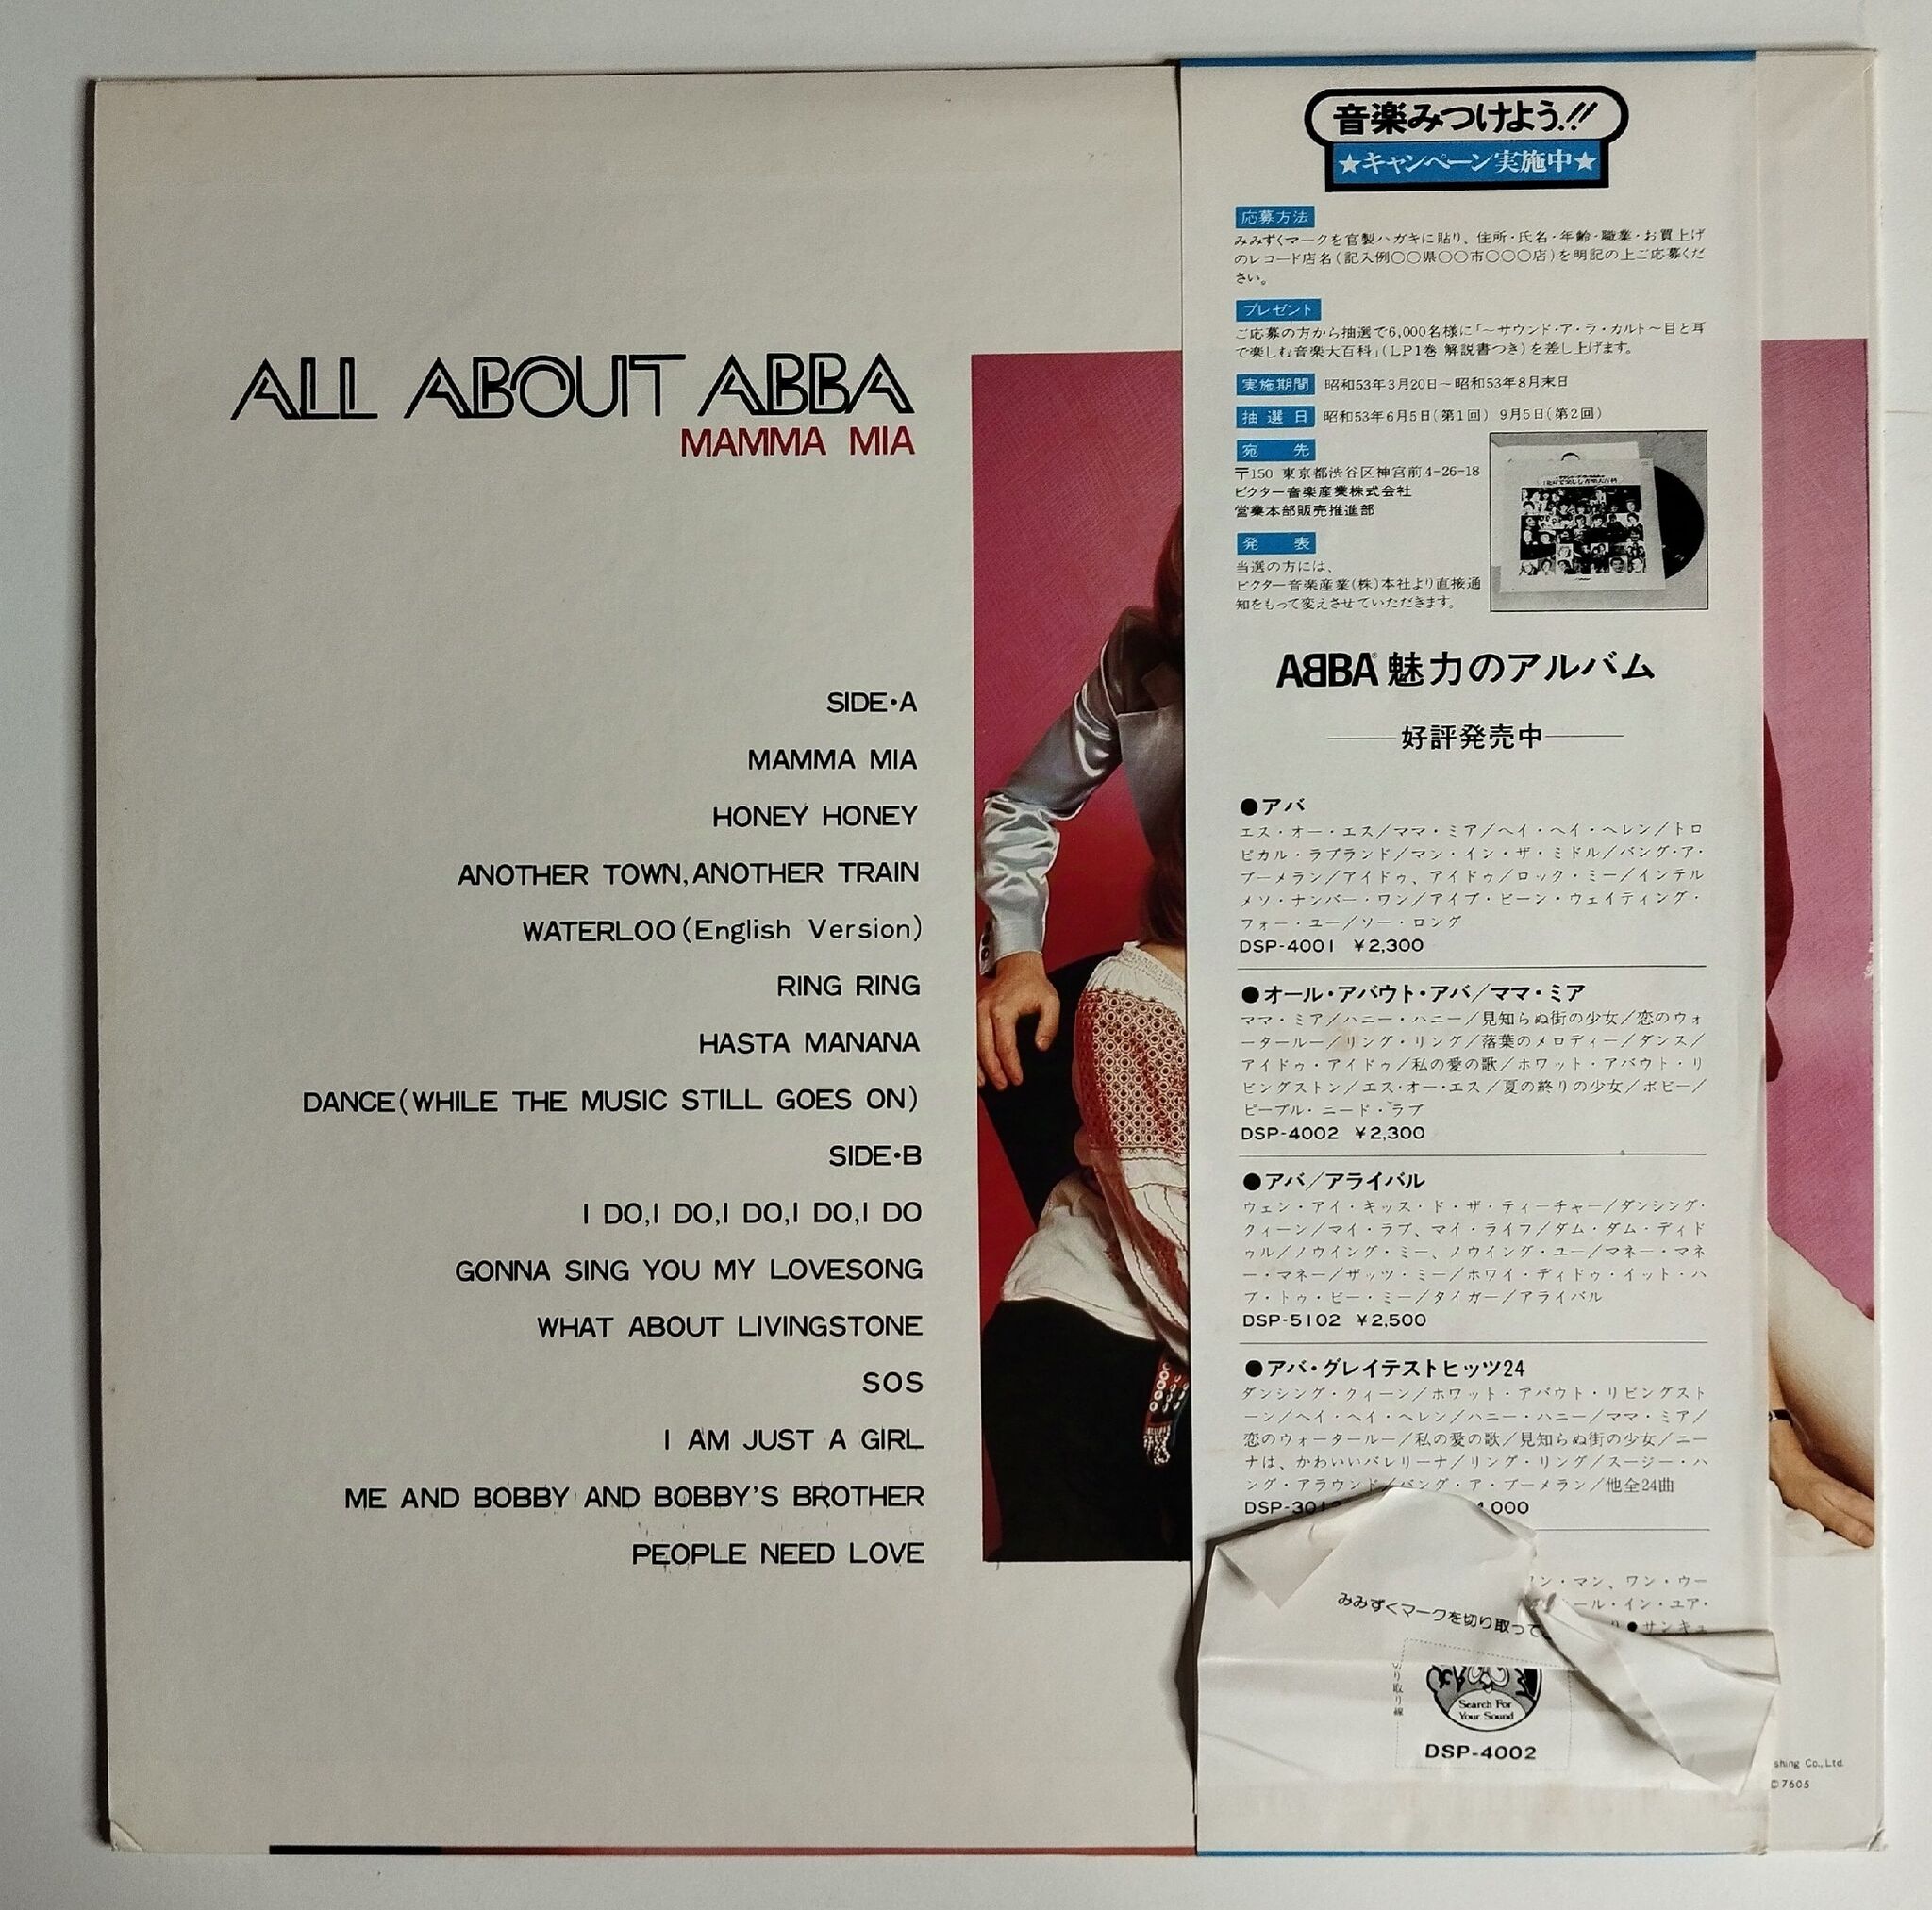 ALL ABOUT ABBA
MAMMA MIA
SIDE•A
MAMMA MIA
HONEY HONEY
ANOTHER TOWN,ANOTHER TRAIN
WATERLOO(English Version)
RING RING
HASTA MANANA
DANCE(WHILE THE MUSIC STILL GOES ON)
SIDE•B
I DO,I DO,I DO,I DO,I DO
GONNA SING YOU MY LOVESONG
WHAT ABOUT LIVINGSTONE
SOS
I AM JUST A GIRL
ME AND BOBBY AND BOBBY'S BROTHER
PEOPLE NEED LOVE
音楽みつけよう!!
★キャンペーン実施中★
応募方法
みみずくマークを官製ハガキに貼り、住所・氏名・年齢・職業・お買上げ
のレコード店名(記入例○○県○○市○○○店)を明記の上ご応募くだ
さい。
プレゼント
ご応募の方から抽選で6,000名様に「〜サウンド・ア・ラ・カルト〜目と耳
で楽しむ音楽大百科」(LP1巻 解説書つき)を差し上げます。
実施期間 昭和53年3月20日〜昭和53年8月末日
抽選日 昭和53年6月5日(第1回) 9月5日(第2回)
宛先
〒150 東京都渋谷区神宮前4-26-18
ビクター音楽産業株式会社
営業本部販売推進部
発表
当選の方には、
ビクター音楽産業(株)本社より直接通
知をもって変えさせていただきます。
ABBA® 魅力のアルバム
好評発売中
●アバ
エス・オー・エス/ママ・ミア/ヘイ・ヘイ・ヘレン/トロ
ピカル・ラブランド/マン・イン・ザ・ミドル/バング・ア・
ブーメラン/アイドゥ、アイドゥ/ロック・ミー/インテル
メソ・ナンバー・ワン/アイブ・ビーン・ウェイティング・
フォー・ユー/ソー・ロング
DSP-4001 ¥2,300
●オール・アバウト・アバ/ママ・ミア
ママ・ミア/ハニー・ハニー/見知らぬ街の少女/恋のウォ
ータールー/リング・リング/落葉のメロディー/ダンス/
アイドゥ・アイドゥ/私の愛の歌/ホワット・アバウト・リ
ビングストン/エス・オー・エス/夏の終りの少女/ボビー/
ピープル・ニード・ラブ
DSP-4002 ¥2,300
●アバ/アライバル
ウェン・アイ・キッス・ド・ザ・ティーチャー/ダンシング・
クィーン/マイ・ラブ、マイ・ライフ/ダム・ダム・ディド
ゥル/ノウイング・ミー、ノウイング・ユー/マネー・マネ
ー・マネー/ザッツ・ミー/ホワイ・ディドゥ・イット・ハ
ブ・トゥ・ビー・ミー/タイガー/アライバル
DSP-5102 ¥2,500
●アバ・グレイテストヒッツ24
ダンシング・クィーン/ホワット・アバウト・リビングスト
ーン/ヘイ・ヘイ・ヘレン/ハニー・ハニー/ママ・ミア/
恋のウォータールー/私の愛の歌/見知らぬ街の少女/ニー
ナは、かわいいバレリーナ/リング・リング/スージー・ハ
ング・アラウンド/バング・ア・ブーメラン/他全24曲
DSP-301 ,000
ン・マン、ワン・ウー
ール・イン・ユア・
●サンキュ
みみずくマークを切り取って
切り取り線
Search For
Your Sound
DSP-4002
shing Co.,Ltd.
©7605